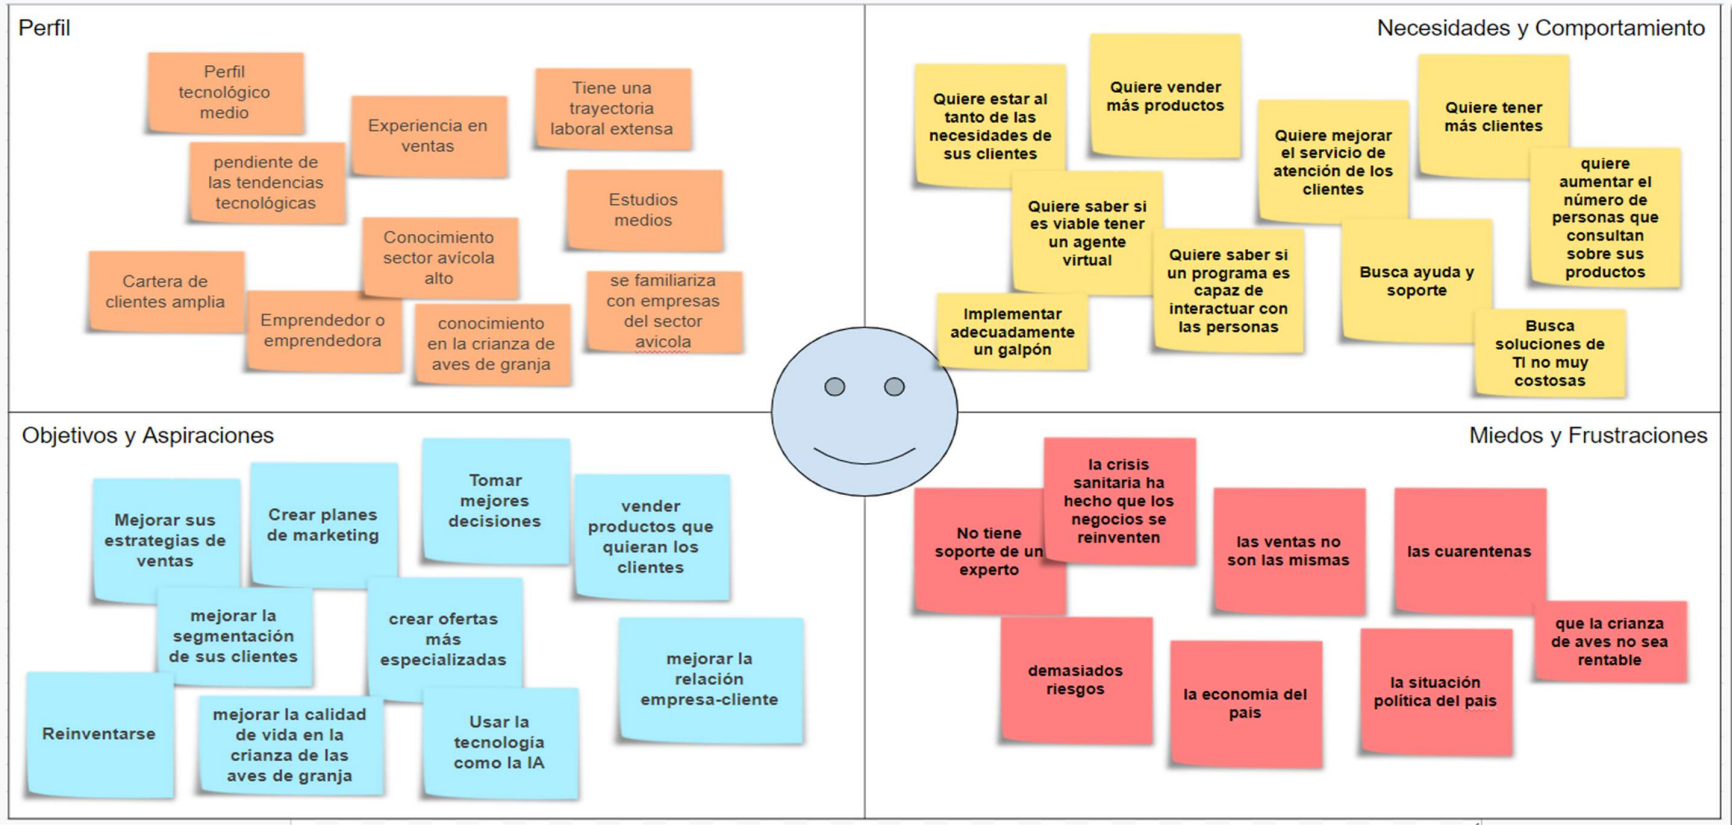 Perfil
Perfil
tecnológico
medio
Experiencia en
ventas
Tiene una
trayectoria
laboral extensa
pendiente de
las tendencias
tecnológicas
Estudios
medios
Conocimiento
sector avícola
alto
Cartera de
clientes amplia
Emprendedor o
emprendedora
conocimiento
en la crianza de
aves de granja
se familiariza
con empresas
del sector
avicola
Necesidades y Comportamiento
Quiere estar al
tanto de las
necesidades de
sus clientes
Quiere vender
más productos
Quiere mejorar
el servicio de
atención de los
clientes
Quiere tener
más clientes
quiere
aumentar el
número de
personas que
consultan
sobre sus
productos
Quiere saber si
es viable tener
un agente
virtual
Quiere saber si
un programa es
capaz de
interactuar con
las personas
Busca ayuda y
soporte
Implementar
adecuadamente
un galpón
Busca
soluciones de
TI no muy
costosas
Objetivos y Aspiraciones
Mejorar sus
estrategias de
ventas
Crear planes
de marketing
Tomar
mejores
decisiones
vender
productos que
quieran los
clientes
mejorar la
segmentación
de sus clientes
crear ofertas
más
especializadas
mejorar la
relación
empresa-cliente
Reinventarse
mejorar la calidad
de vida en la
crianza de las
aves de granja
Usar la
tecnología
como la IA
Miedos y Frustraciones
No tiene
soporte de un
experto
la crisis
sanitaria ha
hecho que los
negocios se
reinventen
las ventas no
son las mismas
las cuarentenas
que la crianza
de aves no sea
rentable
demasiados
riesgos
la economia del
pais
la situación
política del pais